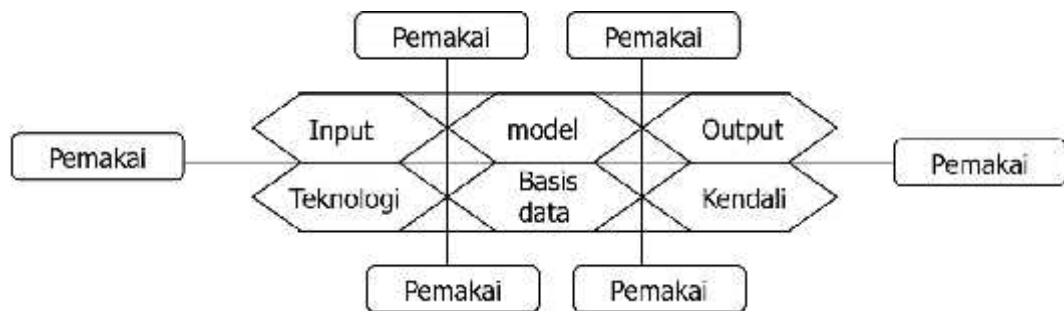 Pemakai
Pemakai
Input
model
Output
Pemakai
Pemakai
Teknologi
Basis
data
Kendali
Pemakai
Pemakai